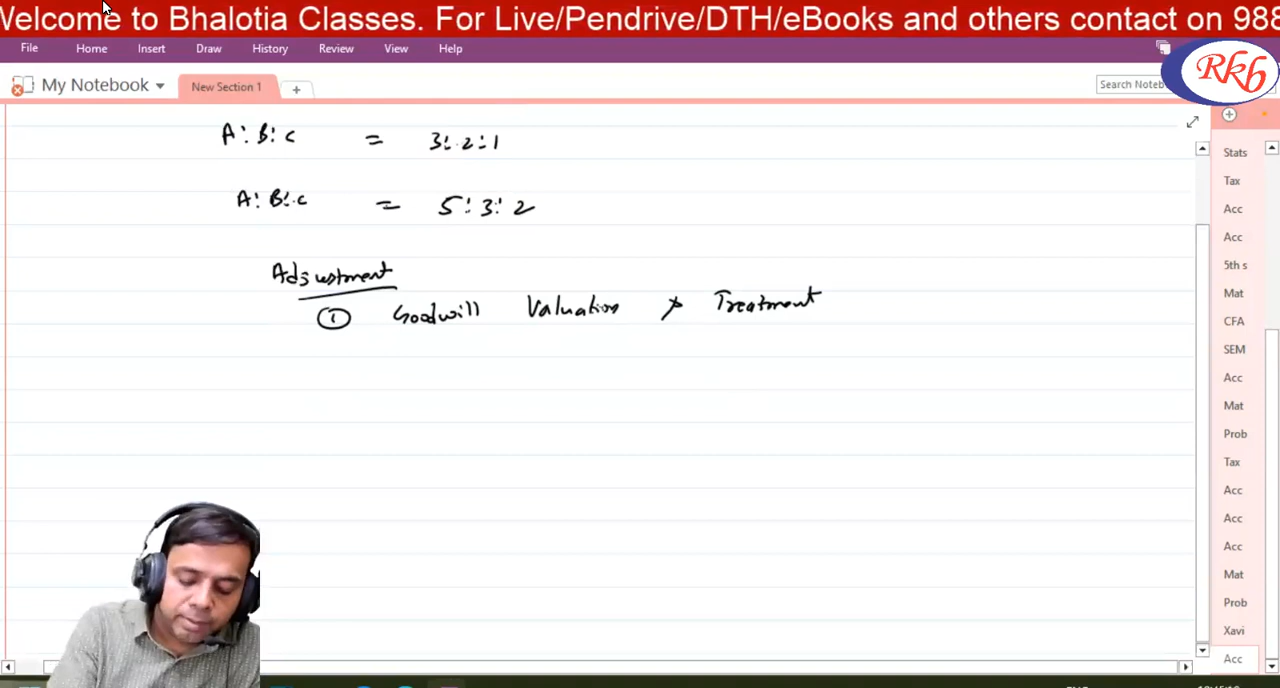 Welcome to Bhalotia Classes. For Live/Pendrive/DTH/eBooks and others contact on 988
File Home Insert Draw History Review View Help
Rkb
My Notebook New Section 1 + Search Noteb
A:B:C = 3:2:1
A:B:C = 5:3:2
Adjustment
① Goodwill Valuation & Treatment
Stats
Tax
Acc
Acc
5th s
Mat
CFA
SEM
Acc
Mat
Prob
Tax
Acc
Acc
Acc
Mat
Prob
Xavi
Acc